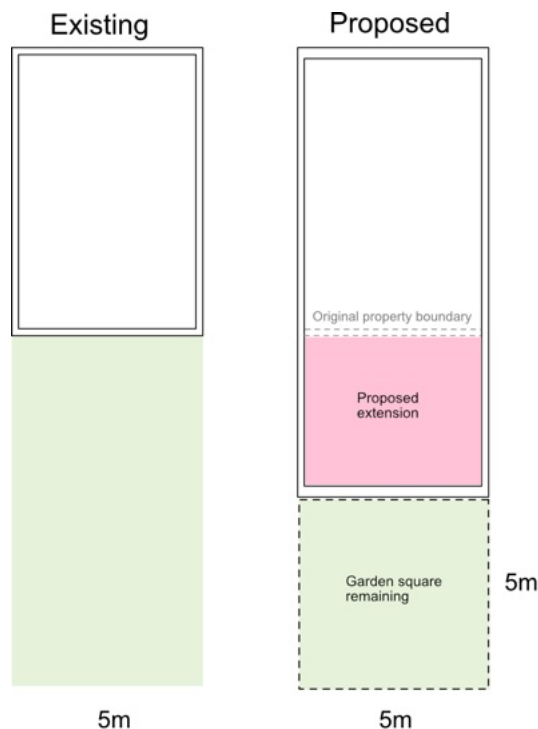 Existing
Proposed
Original property boundary
Proposed
extension
Garden square
remaining
5m
5m
5m